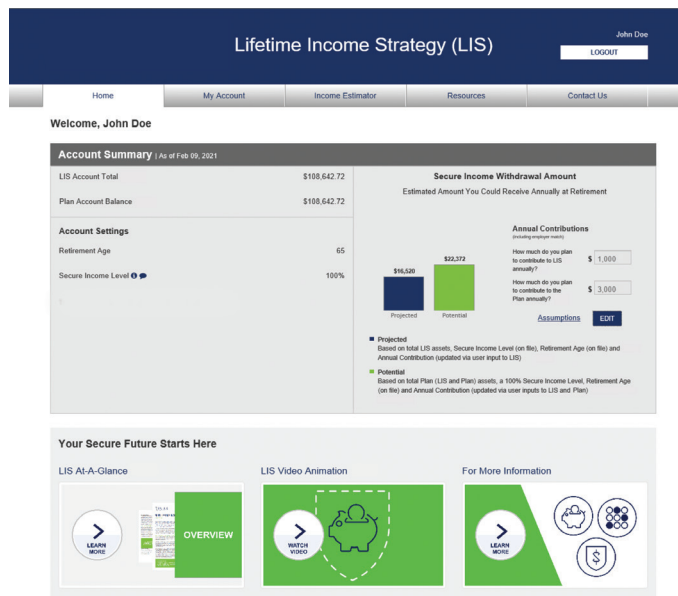 Lifetime Income Strategy (LIS)
John Doe
LOGOUT
Home
My Account
Income Estimator
Resources
Contact Us
Welcome, John Doe
Account Summary | As of Feb 09, 2021
LIS Account Total
$108,642.72
Plan Account Balance
$108,642.72
Account Settings
Retirement Age
65
Secure Income Level
100%
Secure Income Withdrawal Amount
Estimated Amount You Could Receive Annually at Retirement
$16,520
$22,372
Projected
Potential
Annual Contributions
(including employer match)
How much do you plan
to contribute to LIS
annually?
$ 1,000
How much do you plan
to contribute to the
Plan annually?
$ 3,000
Assumptions
EDIT
Projected
Based on total LIS assets, Secure Income Level (on file), Retirement Age (on file) and
Annual Contribution (updated via user input to LIS)
Potential
Based on total Plan (LIS and Plan) assets, a 100% Secure Income Level, Retirement Age
(on file) and Annual Contribution (updated via user inputs to LIS and Plan)
Your Secure Future Starts Here
LIS At-A-Glance
LEARN
MORE
OVERVIEW
LIS Video Animation
WATCH
VIDEO
For More Information
LEARN
MORE
$